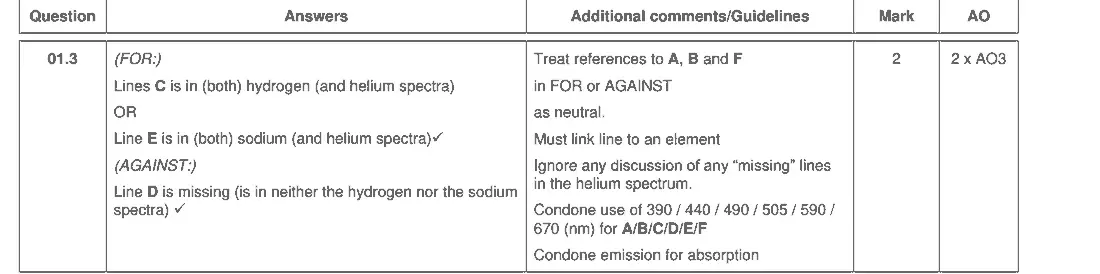 Question Answers Additional comments/Guidelines Mark AO
01.3 (FOR:) Treat references to A, B and F 2 2 x AO3
Lines C is in (both) hydrogen (and helium spectra) in FOR or AGAINST
OR as neutral.
Line E is in (both) sodium (and helium spectra)✓ Must link line to an element
(AGAINST:) Ignore any discussion of any “missing” lines
in the helium spectrum.
Line D is missing (is in neither the hydrogen nor the sodium
spectra) ✓ Condone use of 390 / 440 / 490 / 505 / 590 /
670 (nm) for A/B/C/D/E/F
Condone emission for absorption